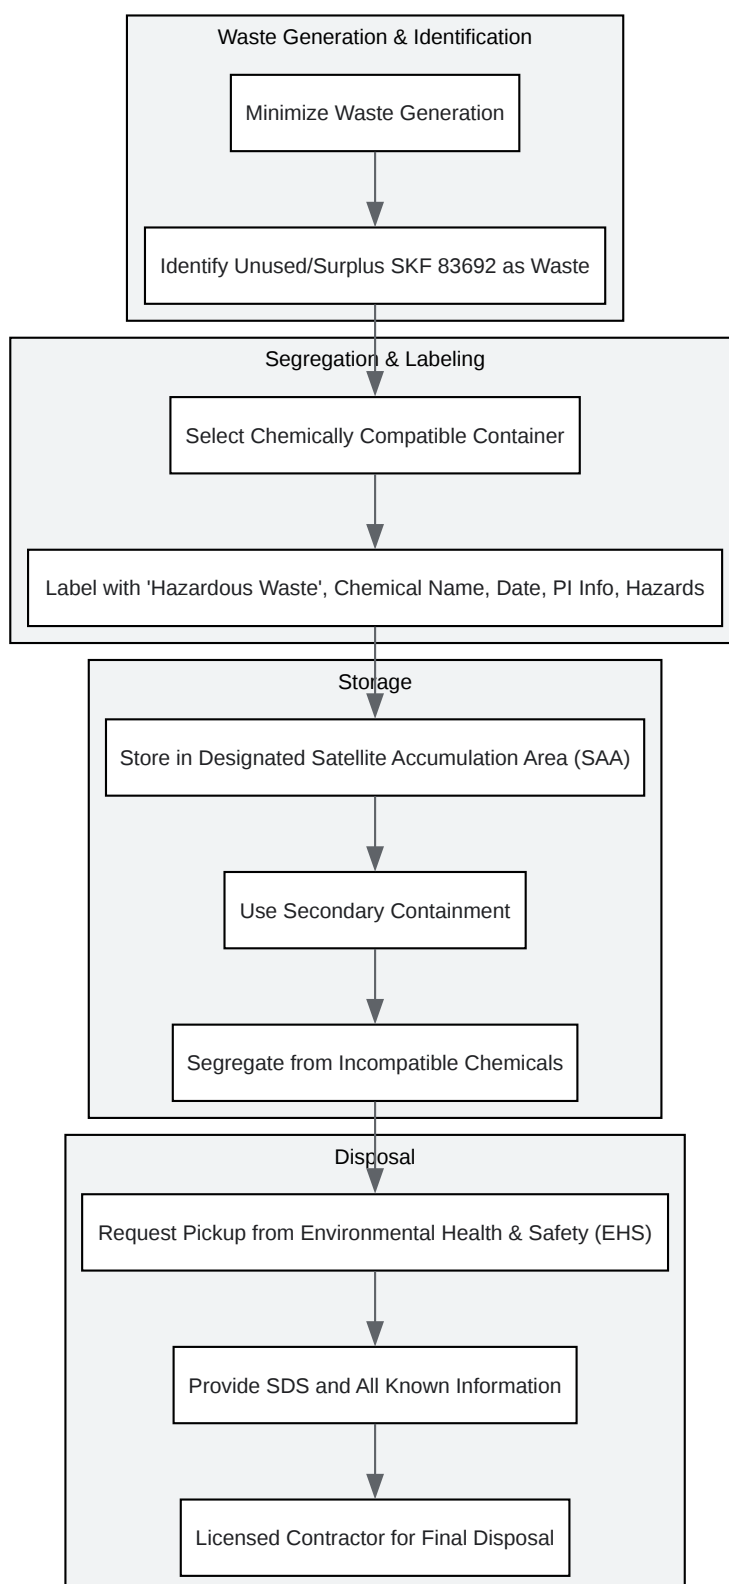 Waste Generation & Identification
Minimize Waste Generation
Identify Unused/Surplus SKF 83692 as Waste
Segregation & Labeling
Select Chemically Compatible Container
Label with 'Hazardous Waste', Chemical Name, Date, PI Info, Hazards
Storage
Store in Designated Satellite Accumulation Area (SAA)
Use Secondary Containment
Segregate from Incompatible Chemicals
Disposal
Request Pickup from Environmental Health & Safety (EHS)
Provide SDS and All Known Information
Licensed Contractor for Final Disposal